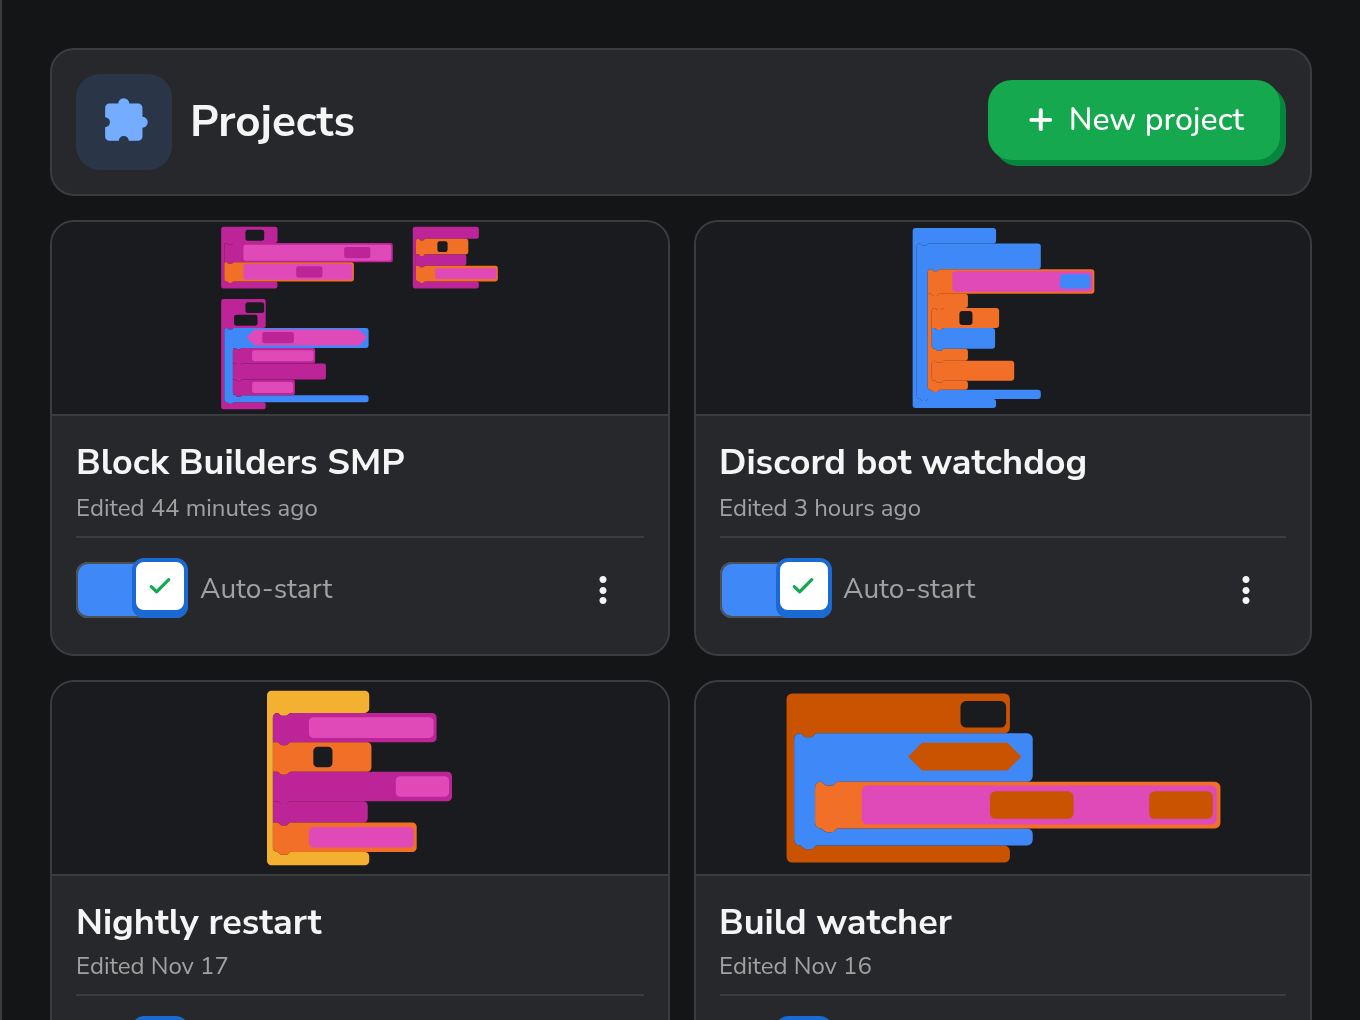 Projects
New project
Block Builders SMP
Edited 44 minutes ago
Auto-start
Discord bot watchdog
Edited 3 hours ago
Auto-start
Nightly restart
Edited Nov 17
Build watcher
Edited Nov 16